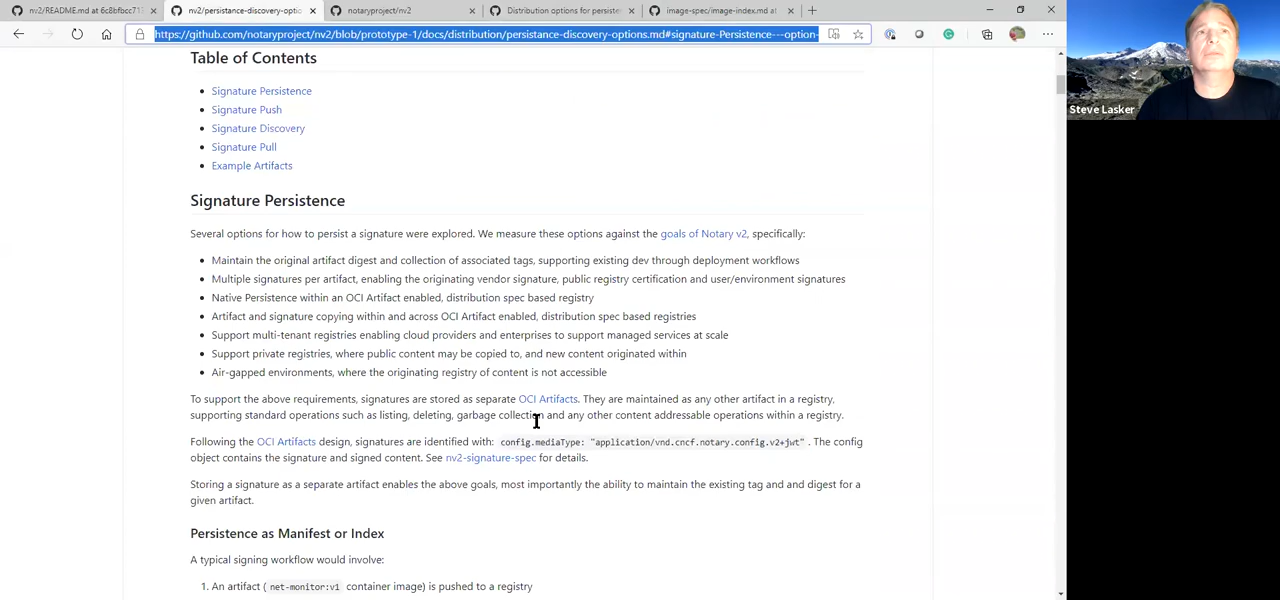 nv2/README.md at 6c8bfbcc71
nv2/persistance-discovery-optio
notaryproject/nv2
Distribution options for persiste
image-spec/image-index.md at
https://github.com/notaryproject/nv2/blob/prototype-1/docs/distribution/persistance-discovery-options.md#signature-Persistence---option-
Steve Lasker
Table of Contents
Signature Persistence
Signature Push
Signature Discovery
Signature Pull
Example Artifacts
Signature Persistence
Several options for how to persist a signature were explored. We measure these options against the goals of Notary v2, specifically:
Maintain the original artifact digest and collection of associated tags, supporting existing dev through deployment workflows
Multiple signatures per artifact, enabling the originating vendor signature, public registry certification and user/environment signatures
Native Persistence within an OCI Artifact enabled, distribution spec based registry
Artifact and signature copying within and across OCI Artifact enabled, distribution spec based registries
Support multi-tenant registries enabling cloud providers and enterprises to support managed services at scale
Support private registries, where public content may be copied to, and new content originated within
Air-gapped environments, where the originating registry of content is not accessible
To support the above requirements, signatures are stored as separate OCI Artifacts. They are maintained as any other artifact in a registry,
supporting standard operations such as listing, deleting, garbage collection and any other content addressable operations within a registry.
Following the OCI Artifacts design, signatures are identified with: config.mediaType: "application/vnd.cncf.notary.config.v2+jwt" . The config
object contains the signature and signed content. See nv2-signature-spec for details.
Storing a signature as a separate artifact enables the above goals, most importantly the ability to maintain the existing tag and and digest for a
given artifact.
Persistence as Manifest or Index
A typical signing workflow would involve:
1. An artifact ( net-monitor:v1 container image) is pushed to a registry